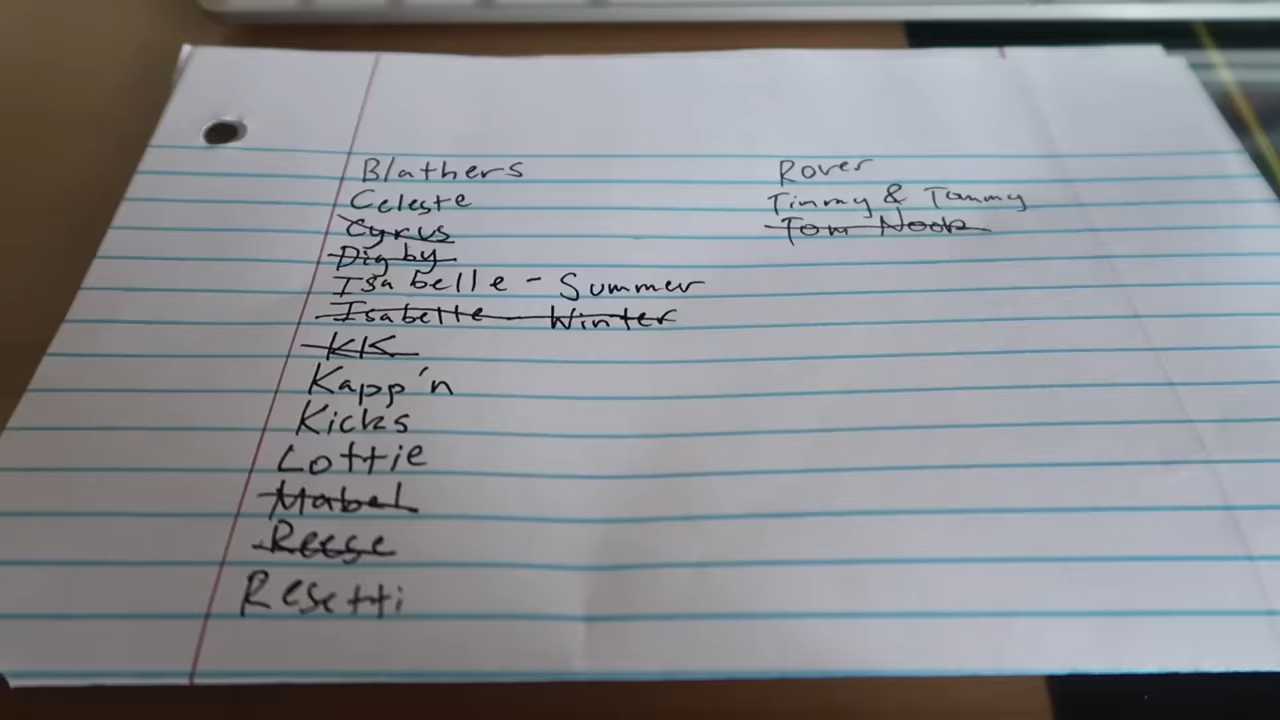 Blathers
Celeste
Cyrus
Digby
Isabelle - Summer
Isabelle - Winter
KK
Kapp'n
Kicks
Lottie
Mabel
Reese
Resetti
Rover
Timmy & Tommy
Tom Nook